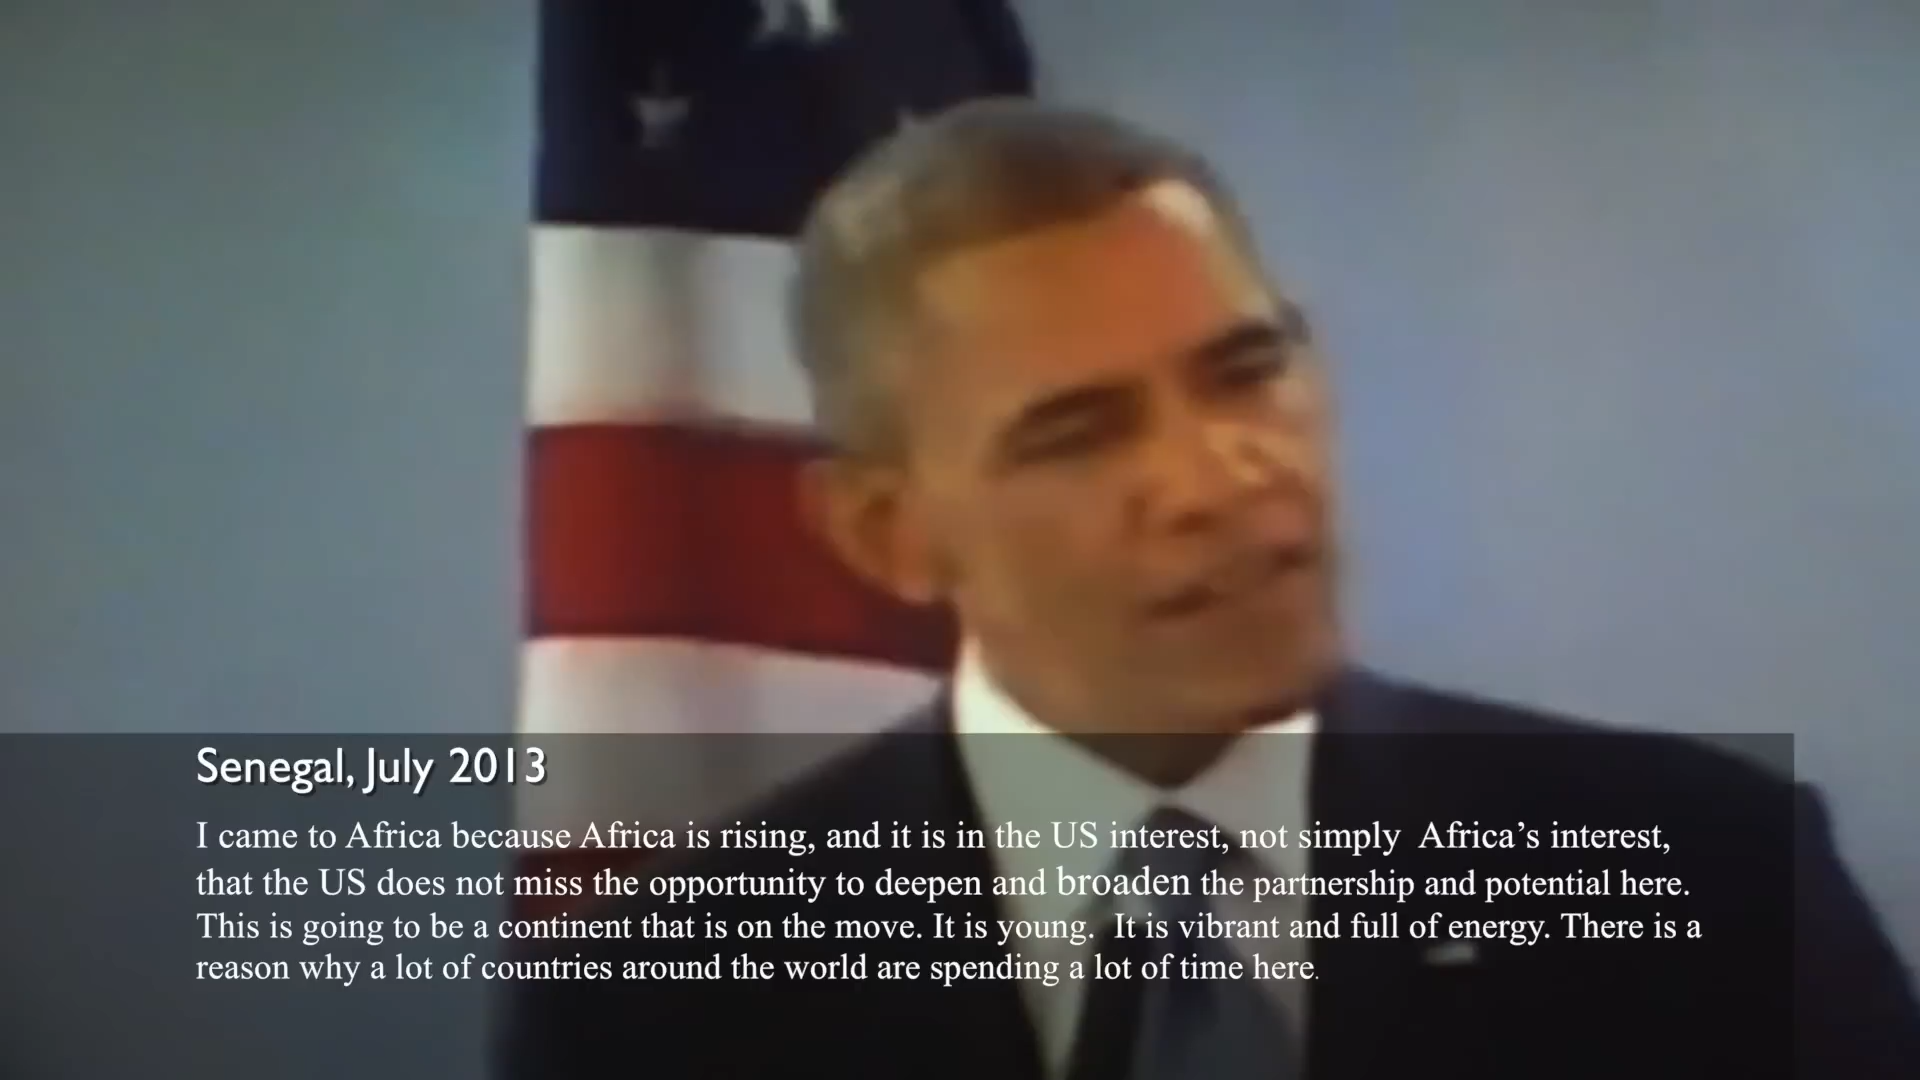 Senegal, July 2013
I came to Africa because Africa is rising, and it is in the US interest, not simply Africa’s interest,
that the US does not miss the opportunity to deepen and broaden the partnership and potential here.
This is going to be a continent that is on the move. It is young. It is vibrant and full of energy. There is a
reason why a lot of countries around the world are spending a lot of time here.